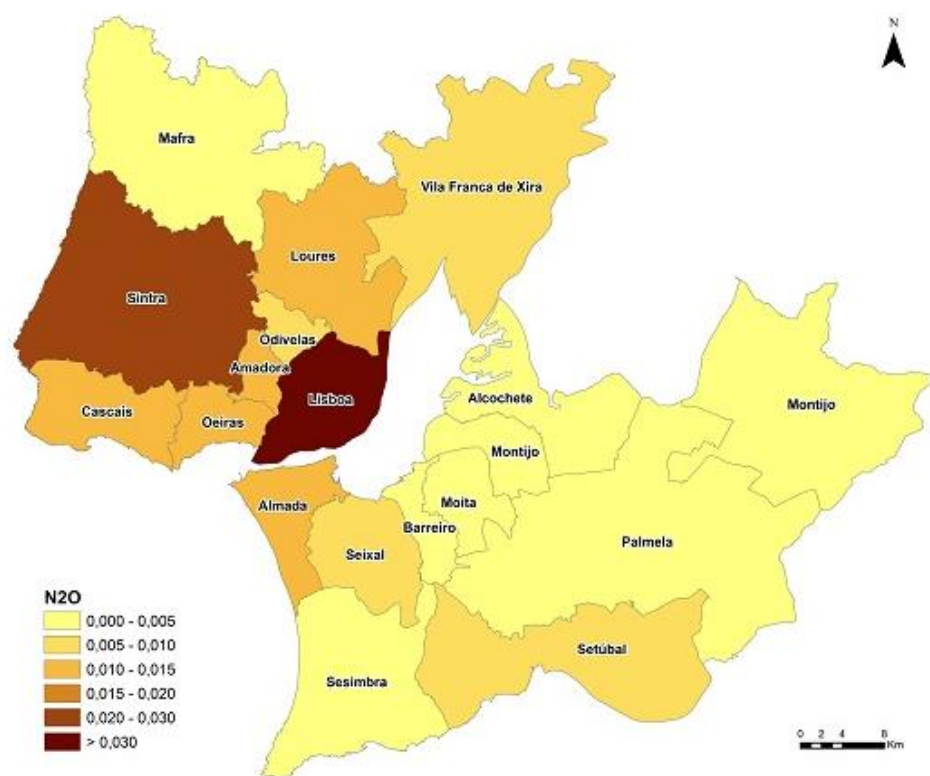 N
Mafra
Vila Franca de Xira
Loures
Sintra
Odivelas
Amadora
Lisboa
Cascais
Oeiras
Alcochete
Montijo
Montijo
Almada
Moita
Barreiro
Seixal
Palmela
Setúbal
Sesimbra
N2O
0,000 - 0,005
0,005 - 0,010
0,010 - 0,015
0,015 - 0,020
0,020 - 0,030
> 0,030
0 2 4 8
Km